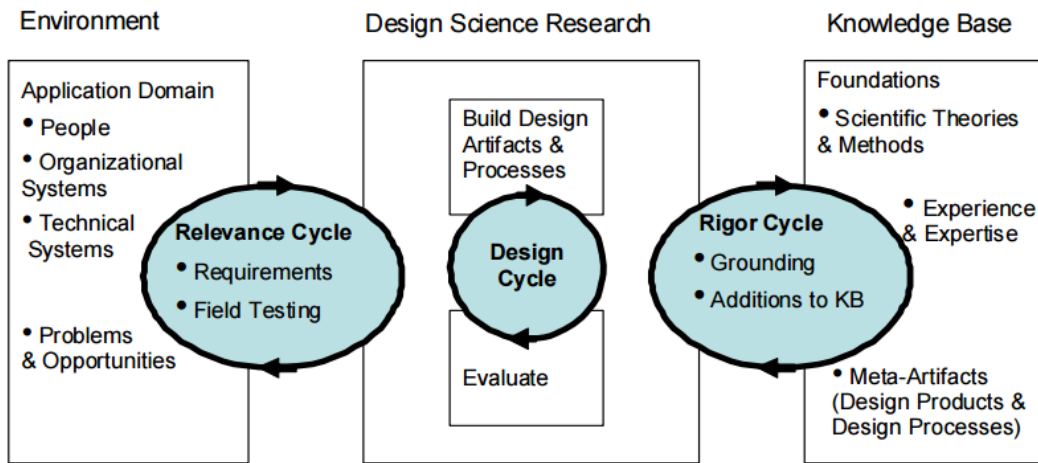 Environment
Design Science Research
Knowledge Base
Application Domain
• People
• Organizational
Systems
• Technical
Systems
• Problems
& Opportunities
Relevance Cycle
• Requirements
• Field Testing
Build Design
Artifacts &
Processes
Design
Cycle
Evaluate
Rigor Cycle
• Grounding
• Additions to KB
Foundations
• Scientific Theories
& Methods
• Experience
& Expertise
• Meta-Artifacts
(Design Products &
Design Processes)